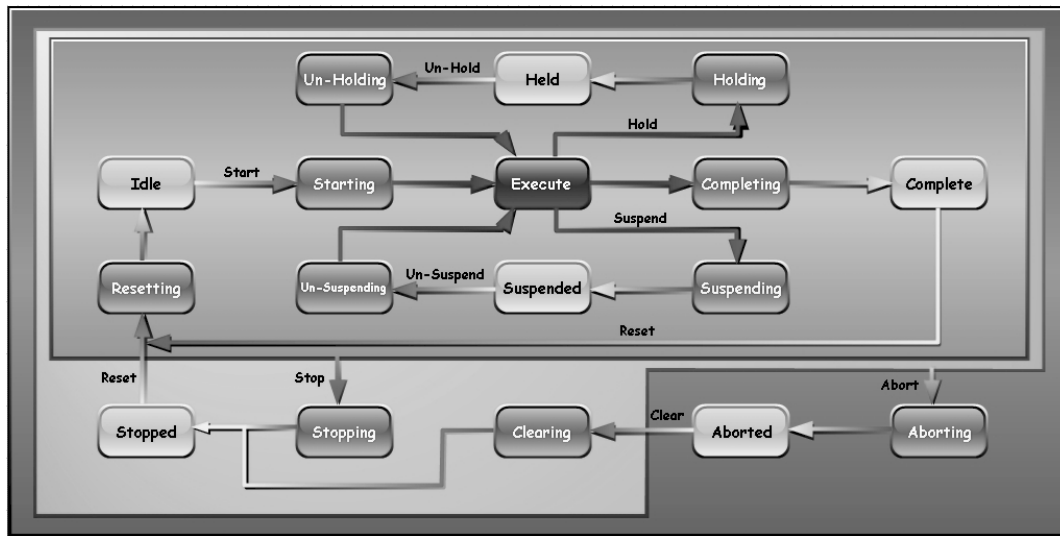 Un-Holding
Un-Hold
Held
Holding
Hold
Idle
Start
Starting
Execute
Completing
Complete
Suspend
Resetting
Un-Suspending
Un-Suspend
Suspended
Suspending
Reset
Reset
Stop
Abort
Stopped
Stopping
Clearing
Clear
Aborted
Aborting